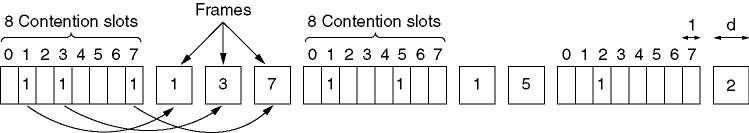 Frames
8 Contention slots 8 Contention slots 1 d
0 1 2 3 4 5 6 7 0 1 2 3 4 5 6 7 0 1 2 3 4 5 6 7
1 1 1 1 3 7 1 1 1 5 1 2